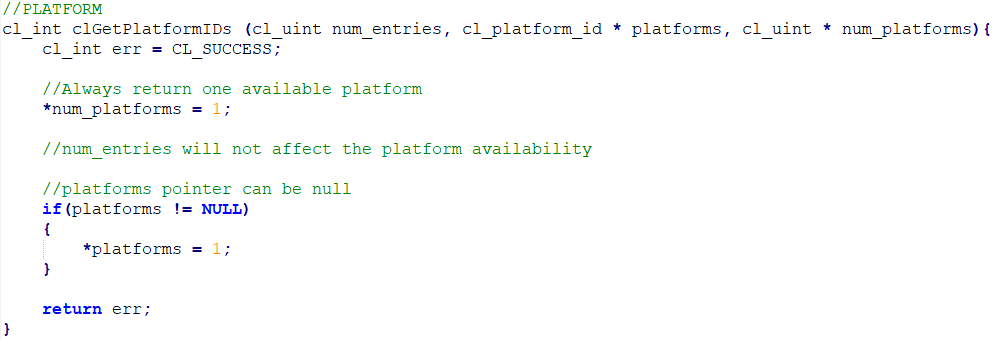 //PLATFORM
cl_int clGetPlatformIDs (cl_uint num_entries, cl_platform_id * platforms, cl_uint * num_platforms){
    cl_int err = CL_SUCCESS;

    //Always return one available platform
    *num_platforms = 1;

    //num_entries will not affect the platform availability

    //platforms pointer can be null
    if(platforms != NULL)
    {
        *platforms = 1;
    }

    return err;
}